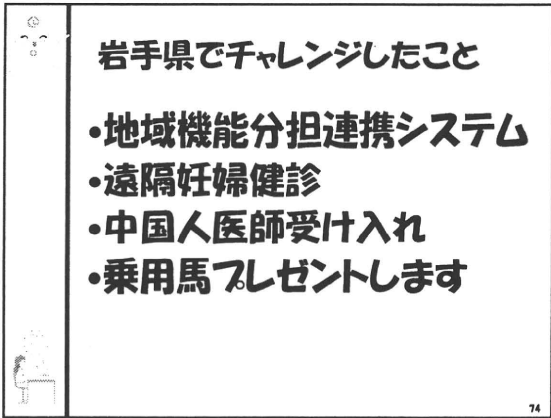 岩手県でチャレンジしたこと
•地域機能分担連携システム
•遠隔妊婦健診
•中国人医師受け入れ
•乗用馬プレゼントします
74